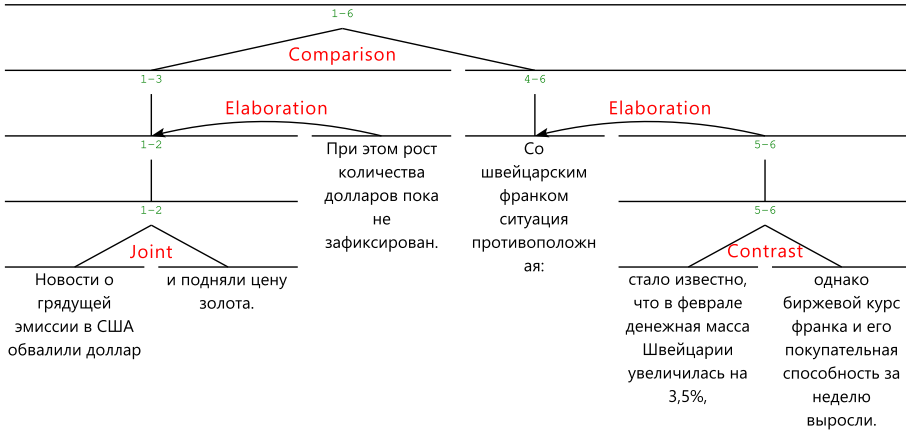 1-6
Comparison
1-3
4-6
Elaboration
Elaboration
1-2
При этом рост
количества
долларов пока
не
зафиксирован.
Со
швейцарским
франком
ситуация
противоположн
ая:
5-6
1-2
5-6
Joint
Contrast
Новости о
грядущей
эмиссии в США
обвалили доллар
и подняли цену
золота.
стало известно,
что в феврале
денежная масса
Швейцарии
увеличилась на
3,5%,
однако
биржевой курс
франка и его
покупательная
способность за
неделю
выросли.